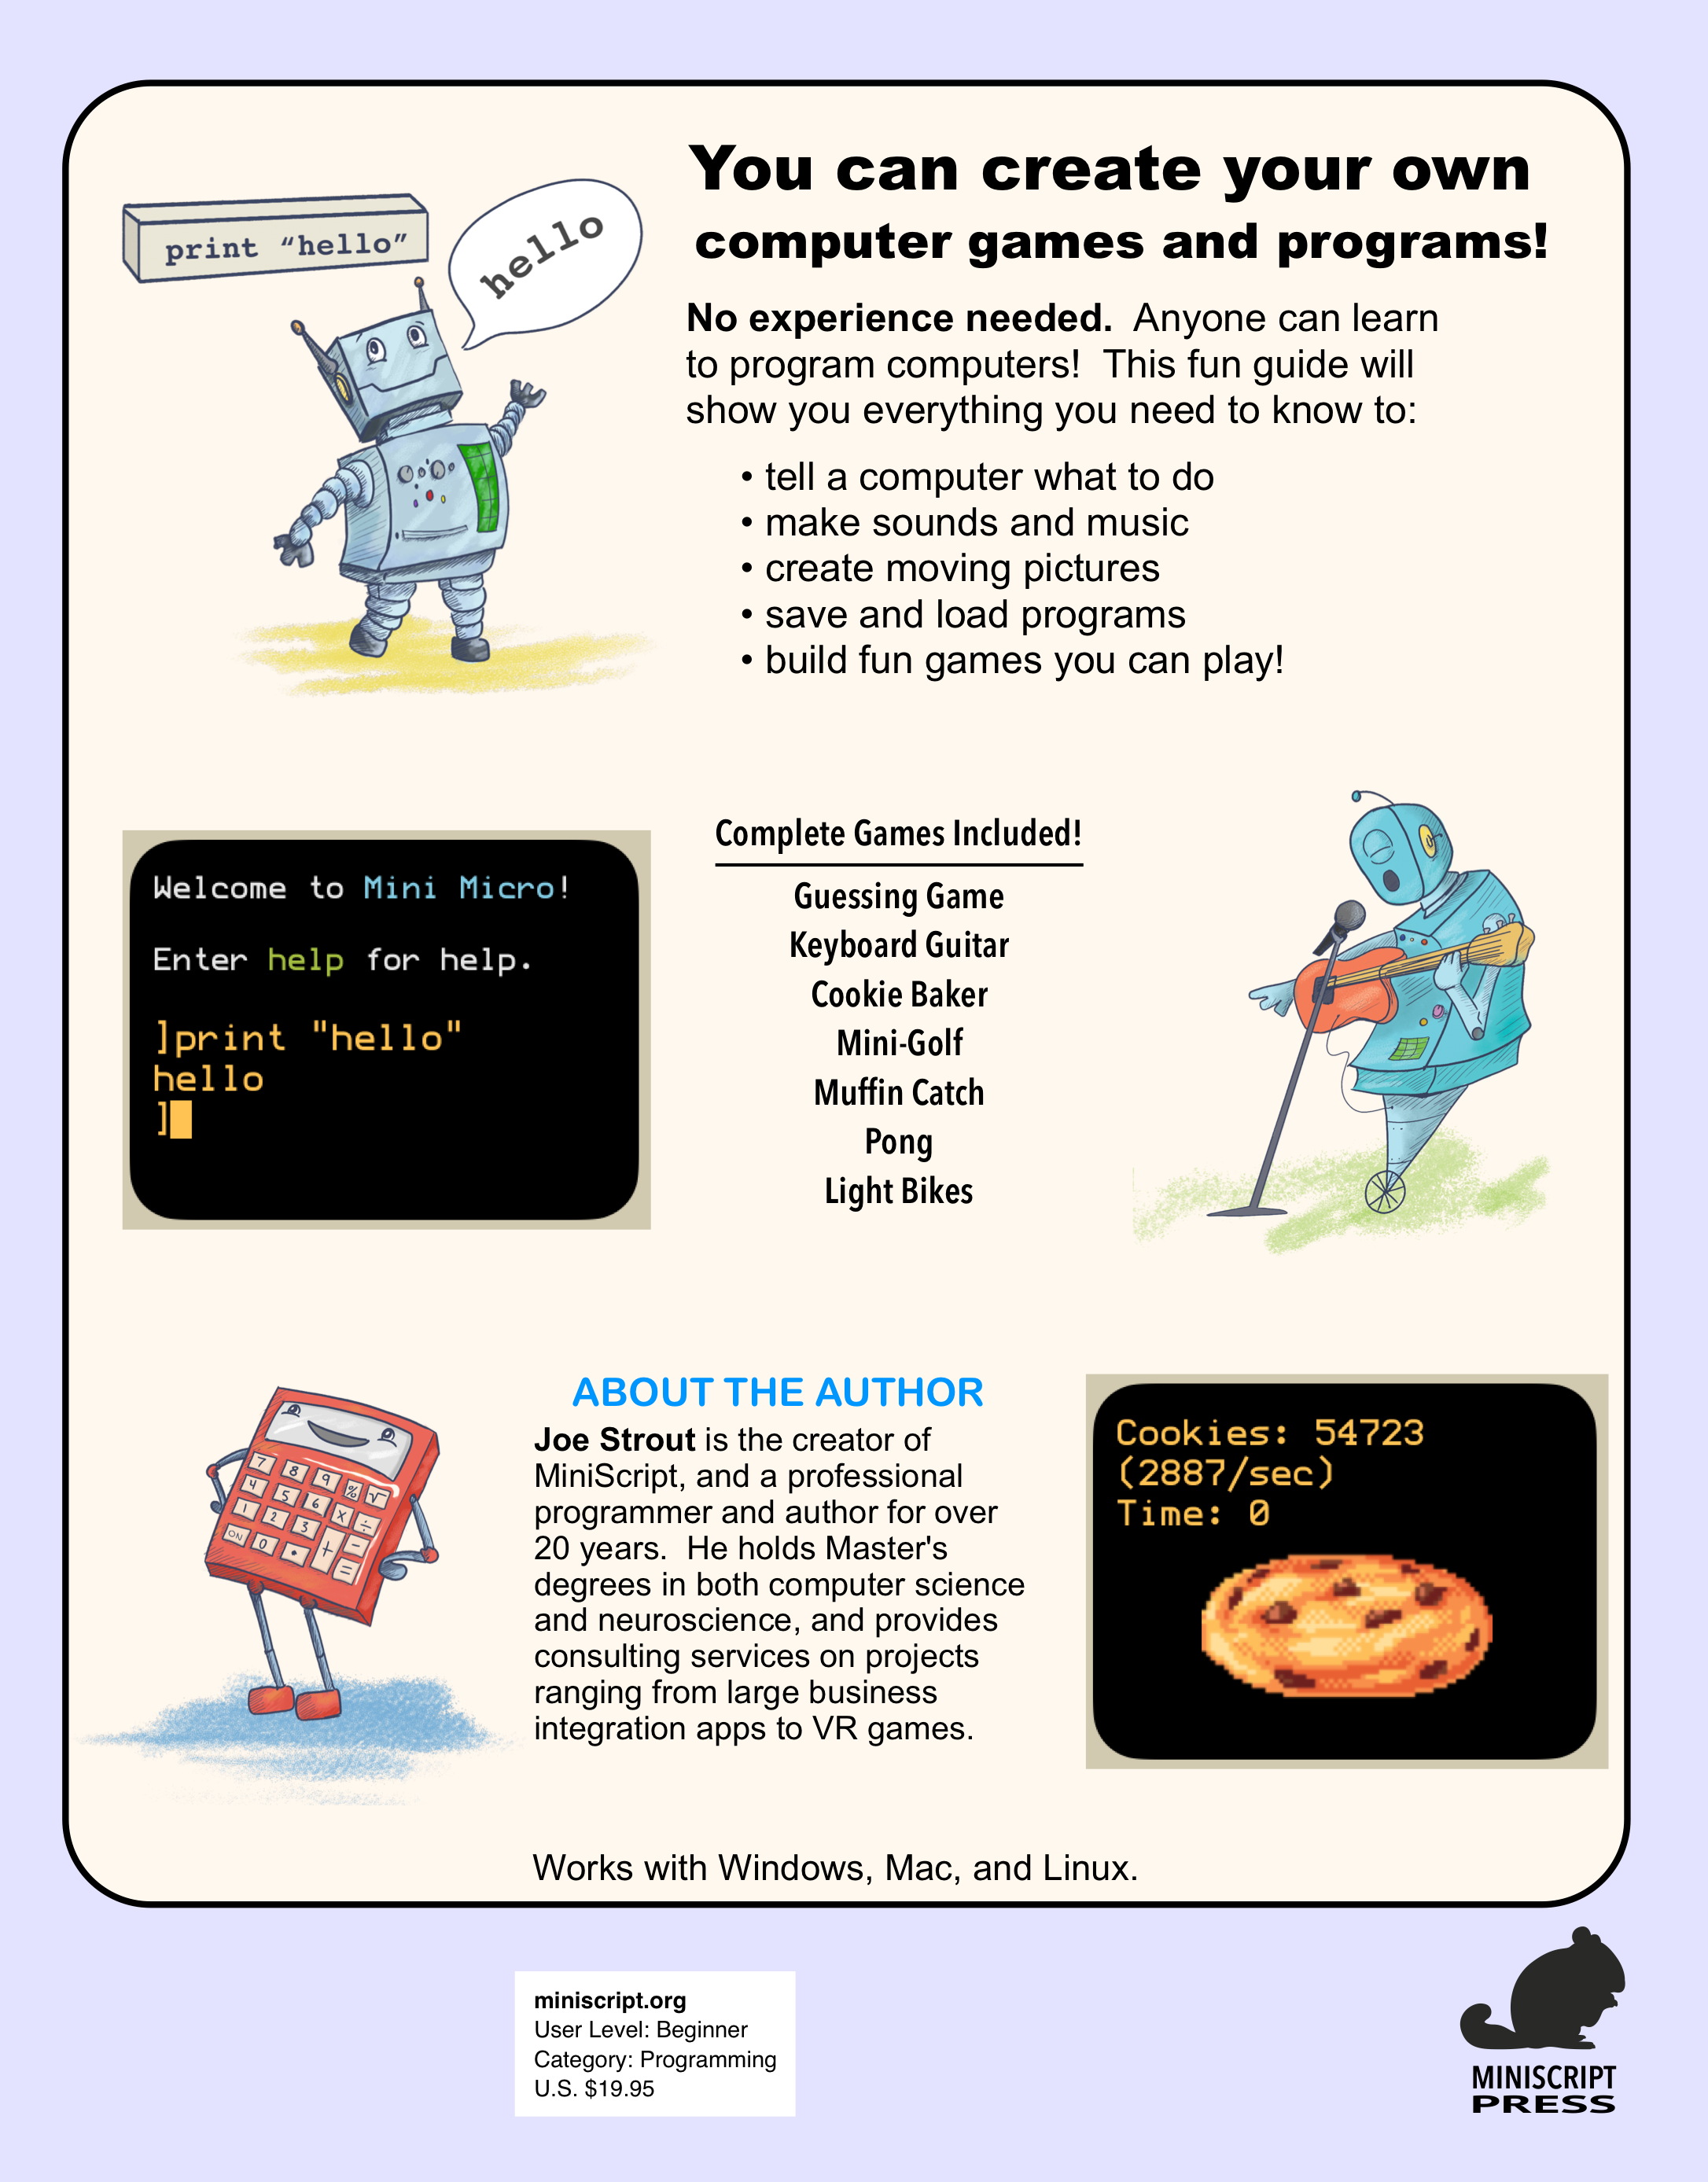 print “hello”
hello
You can create your own
computer games and programs!
No experience needed.  Anyone can learn
to program computers!  This fun guide will
show you everything you need to know to:
• tell a computer what to do
• make sounds and music
• create moving pictures
• save and load programs
• build fun games you can play!
Welcome to Mini Micro!
Enter help for help.
]print "hello"
hello
]
Complete Games Included!
Guessing Game
Keyboard Guitar
Cookie Baker
Mini-Golf
Muffin Catch
Pong
Light Bikes
7 8 9 % √
4 5 6 X ÷
1 2 3 + −
ON 0 • =
ABOUT THE AUTHOR
Joe Strout is the creator of
MiniScript, and a professional
programmer and author for over
20 years.  He holds Master's
degrees in both computer science
and neuroscience, and provides
consulting services on projects
ranging from large business
integration apps to VR games.
Cookies: 54723
(2887/sec)
Time: 0
Works with Windows, Mac, and Linux.
miniscript.org
User Level: Beginner
Category: Programming
U.S. $19.95
MINISCRIPT
PRESS